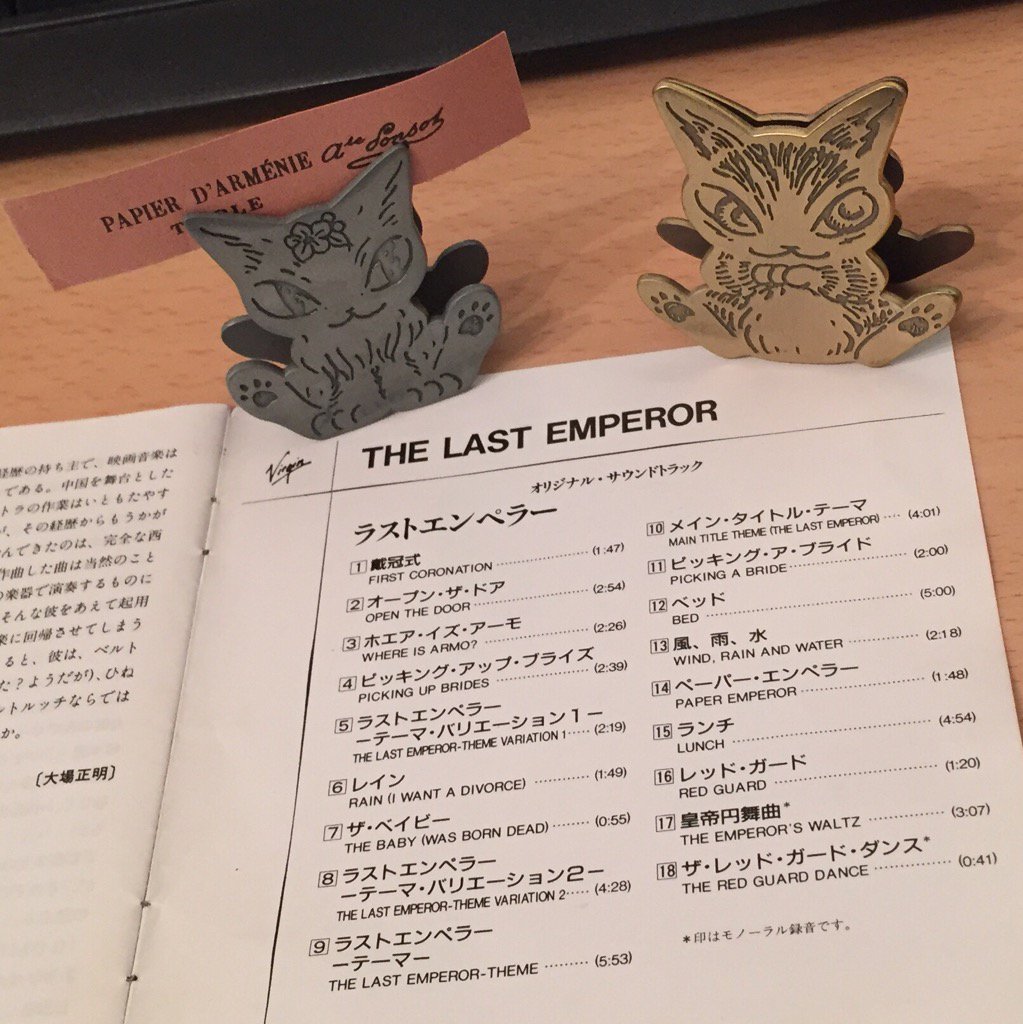 PAPIER D'ARMÉNIE Ate Ponsot
T
LE
経歴の持ち主で、映画音楽は
である。中国を舞台とした
トラの作業はいともたやす
が、その経歴からもうかが
んできたのは、完全な西
作曲した曲は当然のこと
の楽器で演奏するものに
そんな彼をあえて起用
楽に回帰させてしまう
ると、彼は、ベルト
た?ようだが)、ひね
ルトルッチならでは
か。
〔大場正明〕
Virgin
THE LAST EMPEROR
オリジナル・サウンドトラック
ラストエンペラー
1 戴冠式
FIRST CORONATION (1:47)
2 オープン・ザ・ドア
OPEN THE DOOR (2:54)
3 ホエア・イズ・アーモ
WHERE IS ARMO? (2:26)
4 ピッキング・アップ・ブライズ
PICKING UP BRIDES (2:39)
5 ラストエンペラー
－テーマ・バリエーション1－
THE LAST EMPEROR-THEME VARIATION 1 (2:19)
6 レイン
RAIN (I WANT A DIVORCE) (1:49)
7 ザ・ベイビー
THE BABY (WAS BORN DEAD) (0:55)
8 ラストエンペラー
－テーマ・バリエーション2－
THE LAST EMPEROR-THEME VARIATION 2 (4:28)
9 ラストエンペラー
－テーマ－
THE LAST EMPEROR-THEME (5:53)
10 メイン・タイトル・テーマ
MAIN TITLE THEME (THE LAST EMPEROR) (4:01)
11 ピッキング・ア・ブライド
PICKING A BRIDE (2:00)
12 ベッド
BED (5:00)
13 風、雨、水
WIND, RAIN AND WATER (2:18)
14 ペーパー・エンペラー
PAPER EMPEROR (1:48)
15 ランチ
LUNCH (4:54)
16 レッド・ガード
RED GUARD (1:20)
17 皇帝円舞曲*
THE EMPEROR'S WALTZ (3:07)
18 ザ・レッド・ガード・ダンス*
THE RED GUARD DANCE (0:41)
*印はモノーラル録音です。